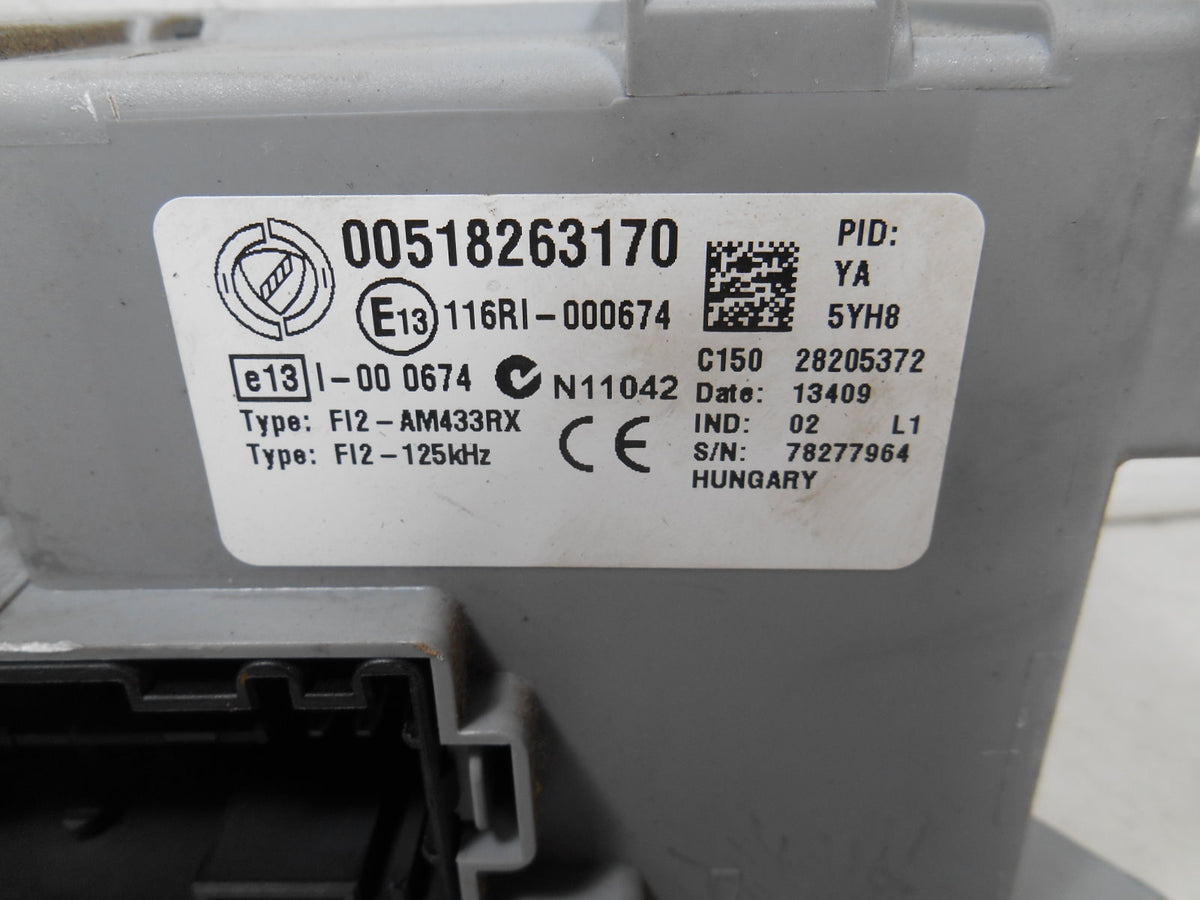 00518263170
E13 116RI-000674
e13 I-00 0674
N11042
Type: FI2-AM433RX
Type: FI2-125kHz
CE
PID:
YA
5YH8
C150 28205372
Date: 13409
IND: 02 L1
S/N: 78277964
HUNGARY